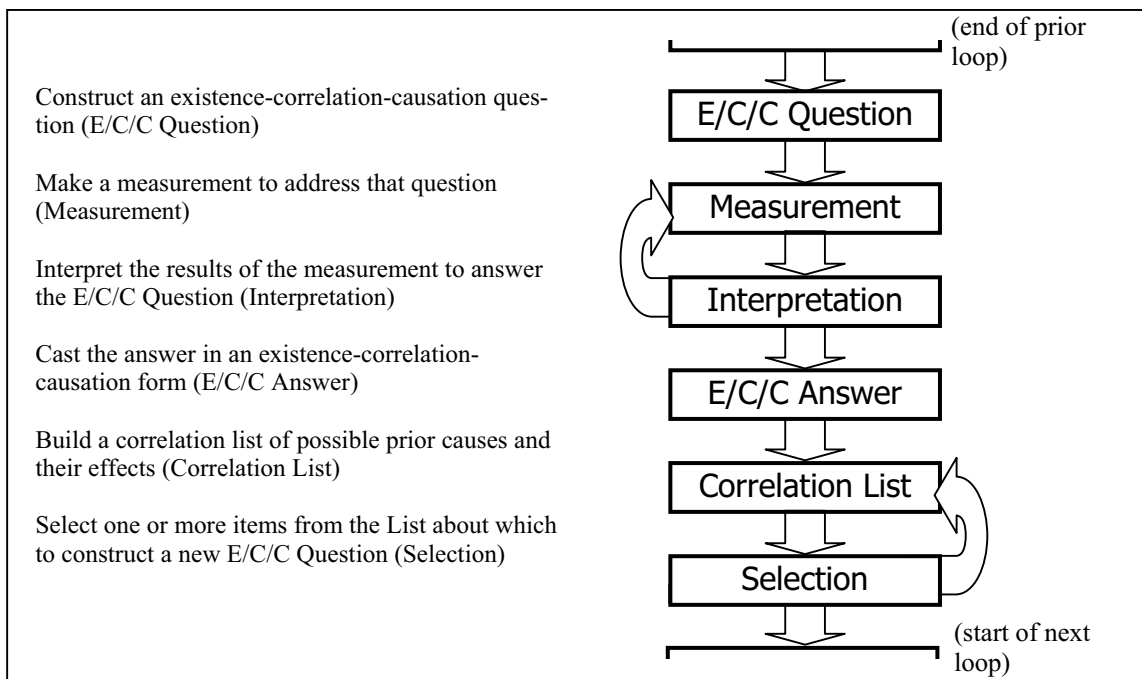 Construct an existence-correlation-causation ques-
tion (E/C/C Question)
Make a measurement to address that question
(Measurement)
Interpret the results of the measurement to answer
the E/C/C Question (Interpretation)
Cast the answer in an existence-correlation-
causation form (E/C/C Answer)
Build a correlation list of possible prior causes and
their effects (Correlation List)
Select one or more items from the List about which
to construct a new E/C/C Question (Selection)
(end of prior
loop)
E/C/C Question
Measurement
Interpretation
E/C/C Answer
Correlation List
Selection
(start of next
loop)